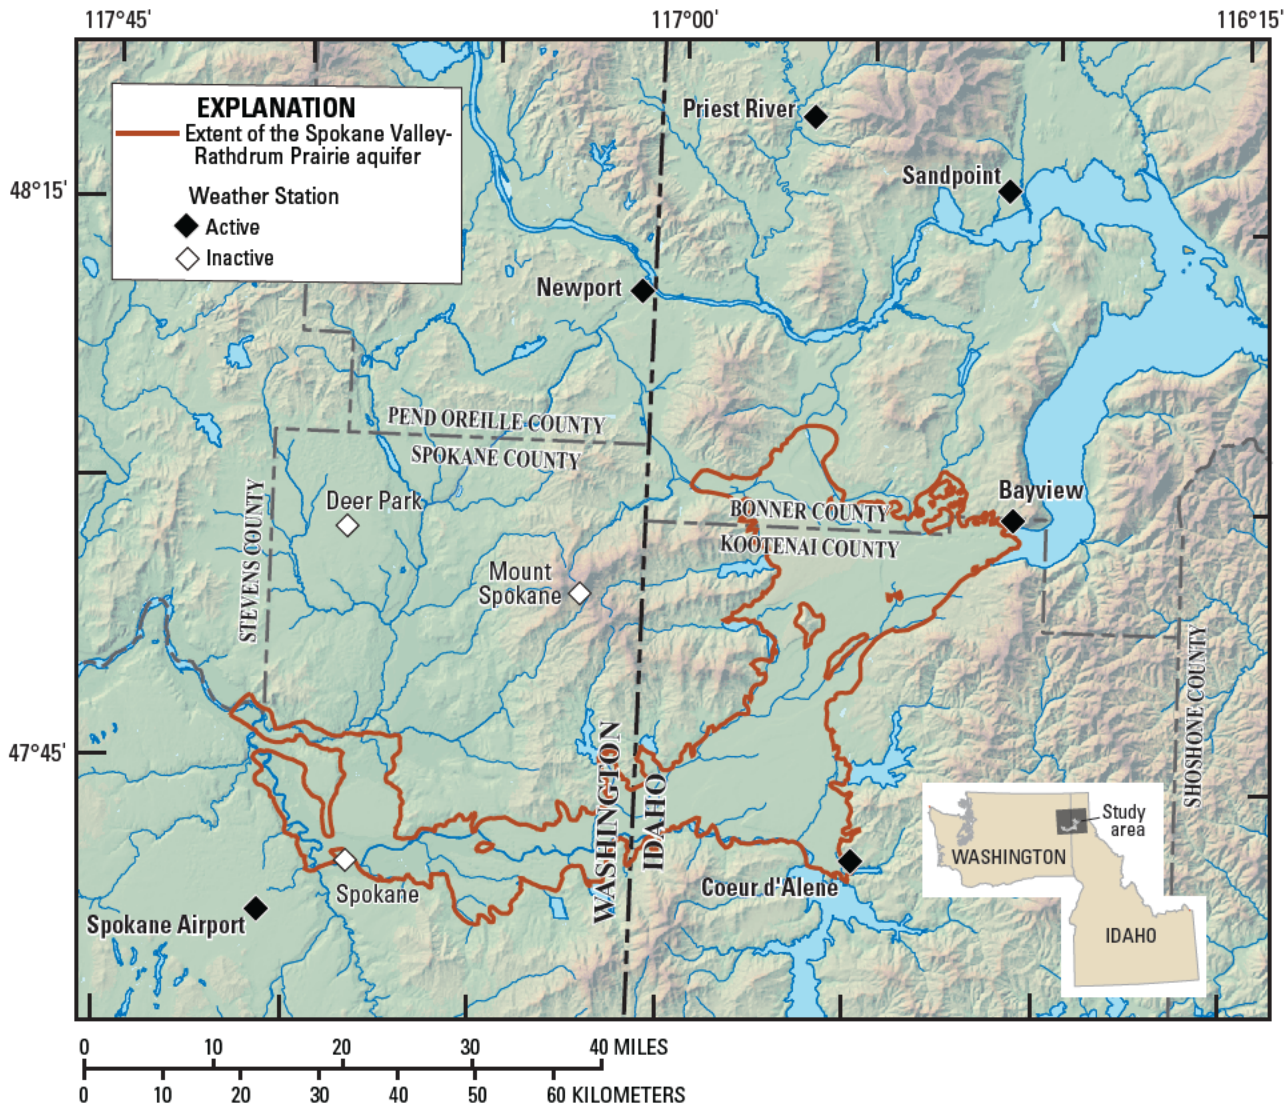 117°45'
117°00'
116°15'
EXPLANATION
Extent of the Spokane Valley-
Rathdrum Prairie aquifer
Weather Station
Active
Inactive
Priest River
Sandpoint
48°15'
Newport
PEND OREILLE COUNTY
SPOKANE COUNTY
Deer Park
STEVENS COUNTY
Bayview
BONNER COUNTY
KOOTENAI COUNTY
Mount
Spokane
SHOSHONE COUNTY
47°45'
WASHINGTON
IDAHO
Study
area
WASHINGTON
IDAHO
Coeur d'Alene
Spokane
Spokane Airport
0 10 20 30 40 MILES
0 10 20 30 40 50 60 KILOMETERS